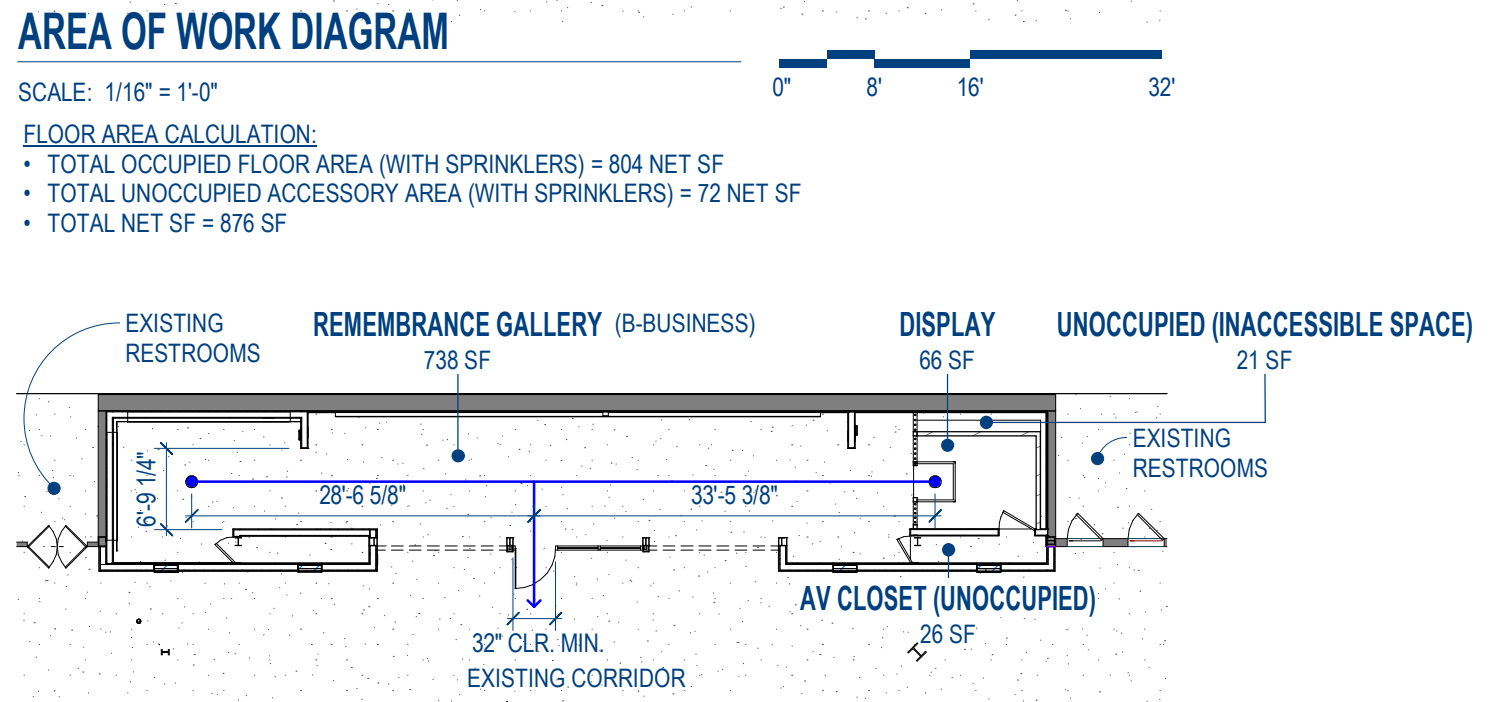 AREA OF WORK DIAGRAM
SCALE: 1/16" = 1'-0"
0" 8' 16' 32'
FLOOR AREA CALCULATION:
• TOTAL OCCUPIED FLOOR AREA (WITH SPRINKLERS) = 804 NET SF
• TOTAL UNOCCUPIED ACCESSORY AREA (WITH SPRINKLERS) = 72 NET SF
• TOTAL NET SF = 876 SF
EXISTING
RESTROOMS
REMEMBRANCE GALLERY (B-BUSINESS)
738 SF
DISPLAY
66 SF
UNOCCUPIED (INACCESSIBLE SPACE)
21 SF
EXISTING
RESTROOMS
6'-9 1/4"
28'-6 5/8"
33'-5 3/8"
AV CLOSET (UNOCCUPIED)
26 SF
32" CLR. MIN.
EXISTING CORRIDOR